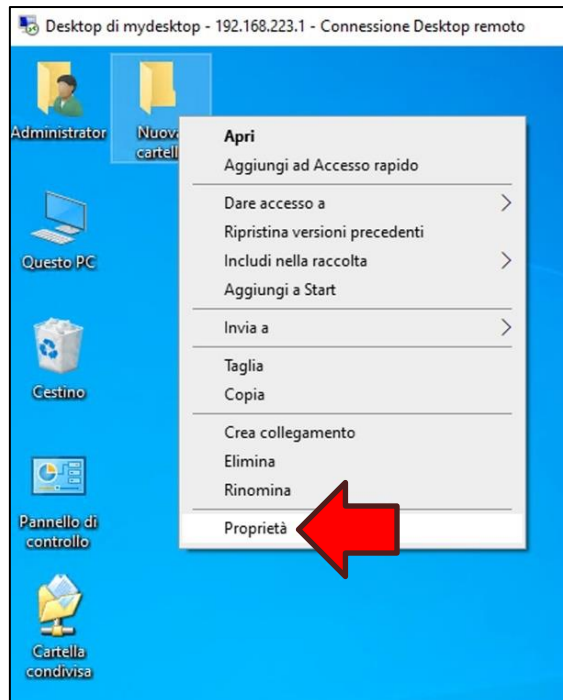 Desktop di mydesktop - 192.168.223.1 - Connessione Desktop remoto
Administrator
Apri
Aggiungi ad Accesso rapido
Dare accesso a
Ripristina versioni precedenti
Includi nella raccolta
Aggiungi a Start
Invia a
Taglia
Copia
Crea collegamento
Elimina
Rinomina
Proprietà
Questo PC
Cestino
Pannello di
controllo
Cartella
condivisa